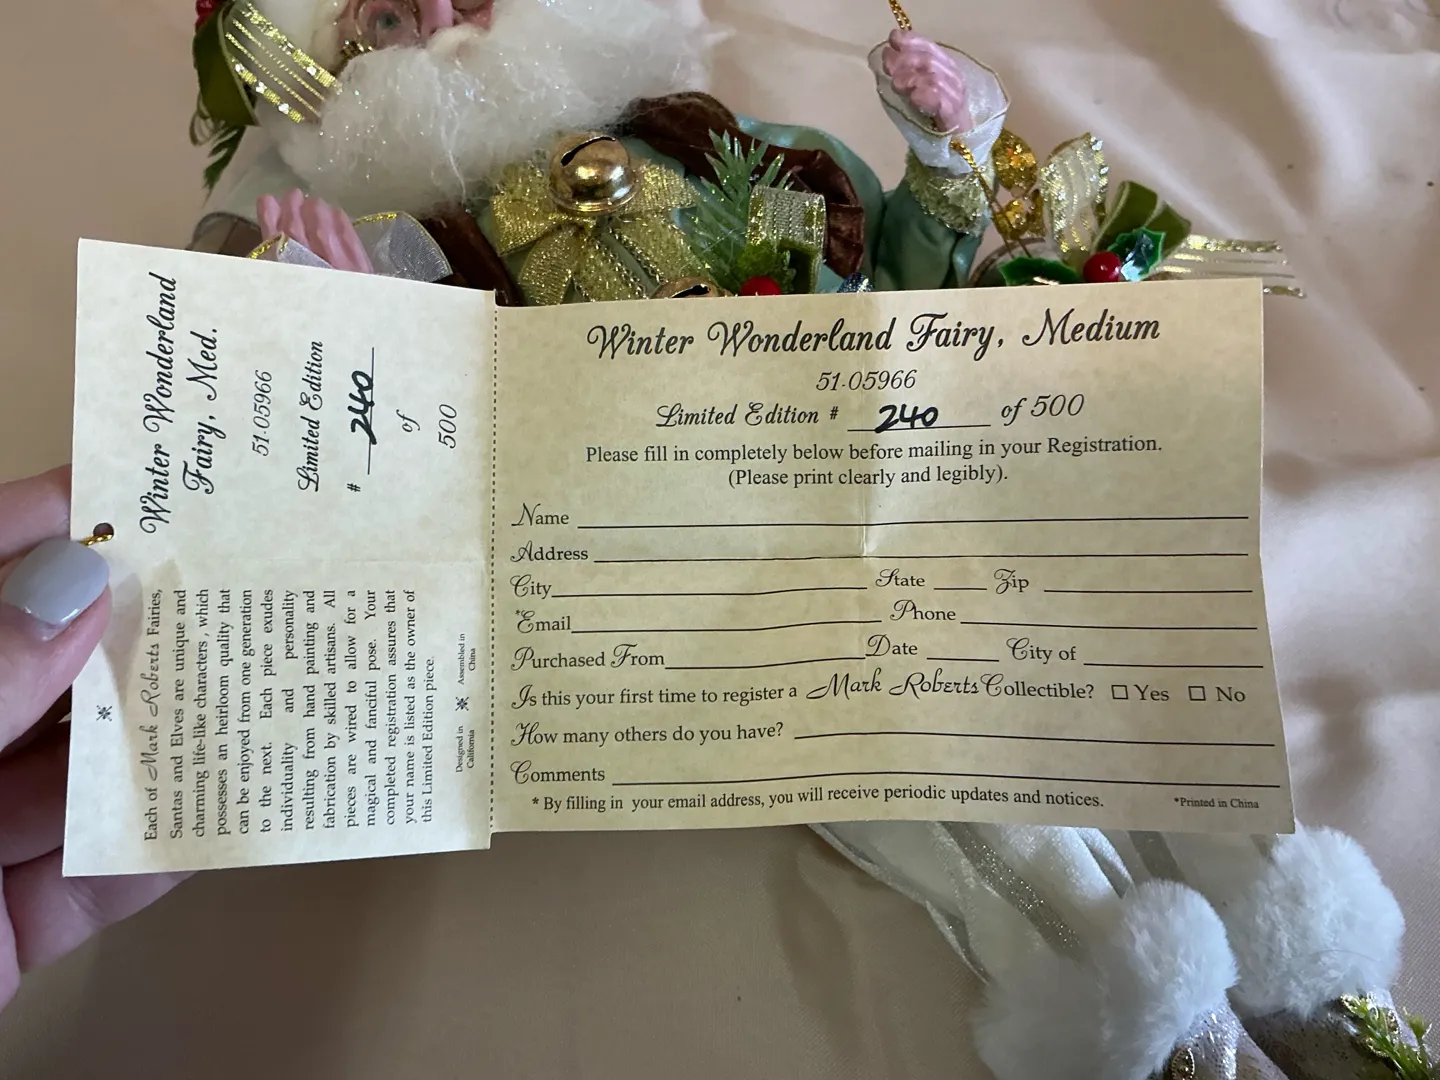 Winter Wonderland
Fairy, Med.
51-05966
Limited Edition
# 240
of
500
Each of Mark Roberts Fairies,
Santas and Elves are unique and
charming life-like characters , which
possesses an heirloom quality that
can be enjoyed from one generation
to the next. Each piece exudes
individuality and personality
resulting from hand painting and
fabrication by skilled artisans. All
pieces are wired to allow for a
magical and fanciful pose. Your
completed registration assures that
your name is listed as the owner of
this Limited Edition piece.
Designed in
California
Assembled in
China
Winter Wonderland Fairy, Medium
51-05966
Limited Edition # 240 of 500
Please fill in completely below before mailing in your Registration.
(Please print clearly and legibly).
Name
Address
City State Zip
*Email Phone
Purchased From Date City of
Is this your first time to register a Mark Roberts Collectible? ☐ Yes ☐ No
How many others do you have?
Comments
* By filling in your email address, you will receive periodic updates and notices.
*Printed in China